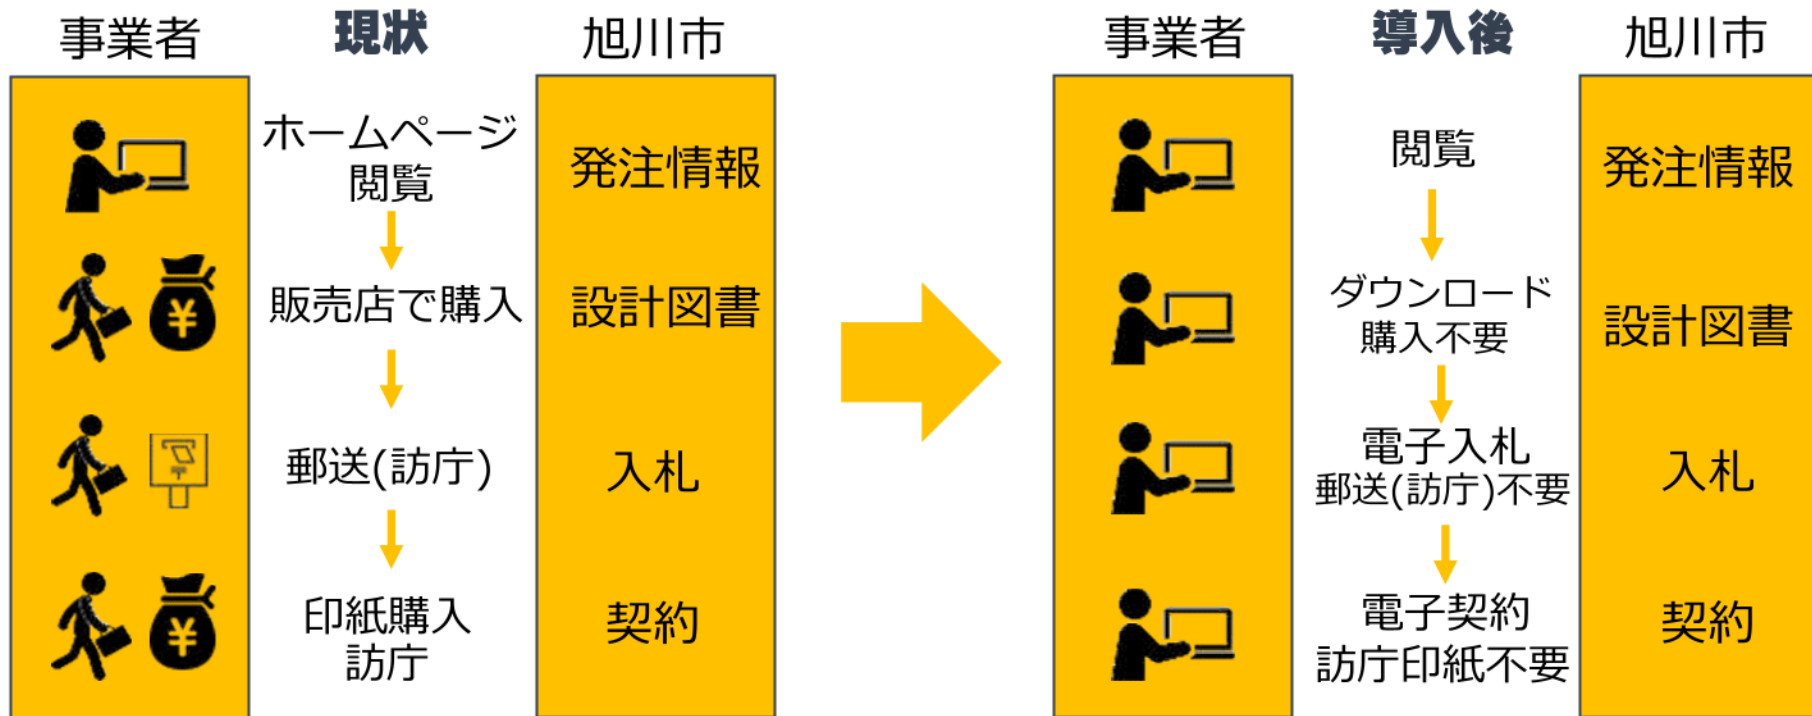 事業者
現状
旭川市
ホームページ
閲覧
発注情報
販売店で購入
設計図書
郵送(訪庁)
入札
印紙購入
訪庁
契約
事業者
導入後
旭川市
閲覧
発注情報
ダウンロード
購入不要
設計図書
電子入札
郵送(訪庁)不要
入札
電子契約
訪庁印紙不要
契約